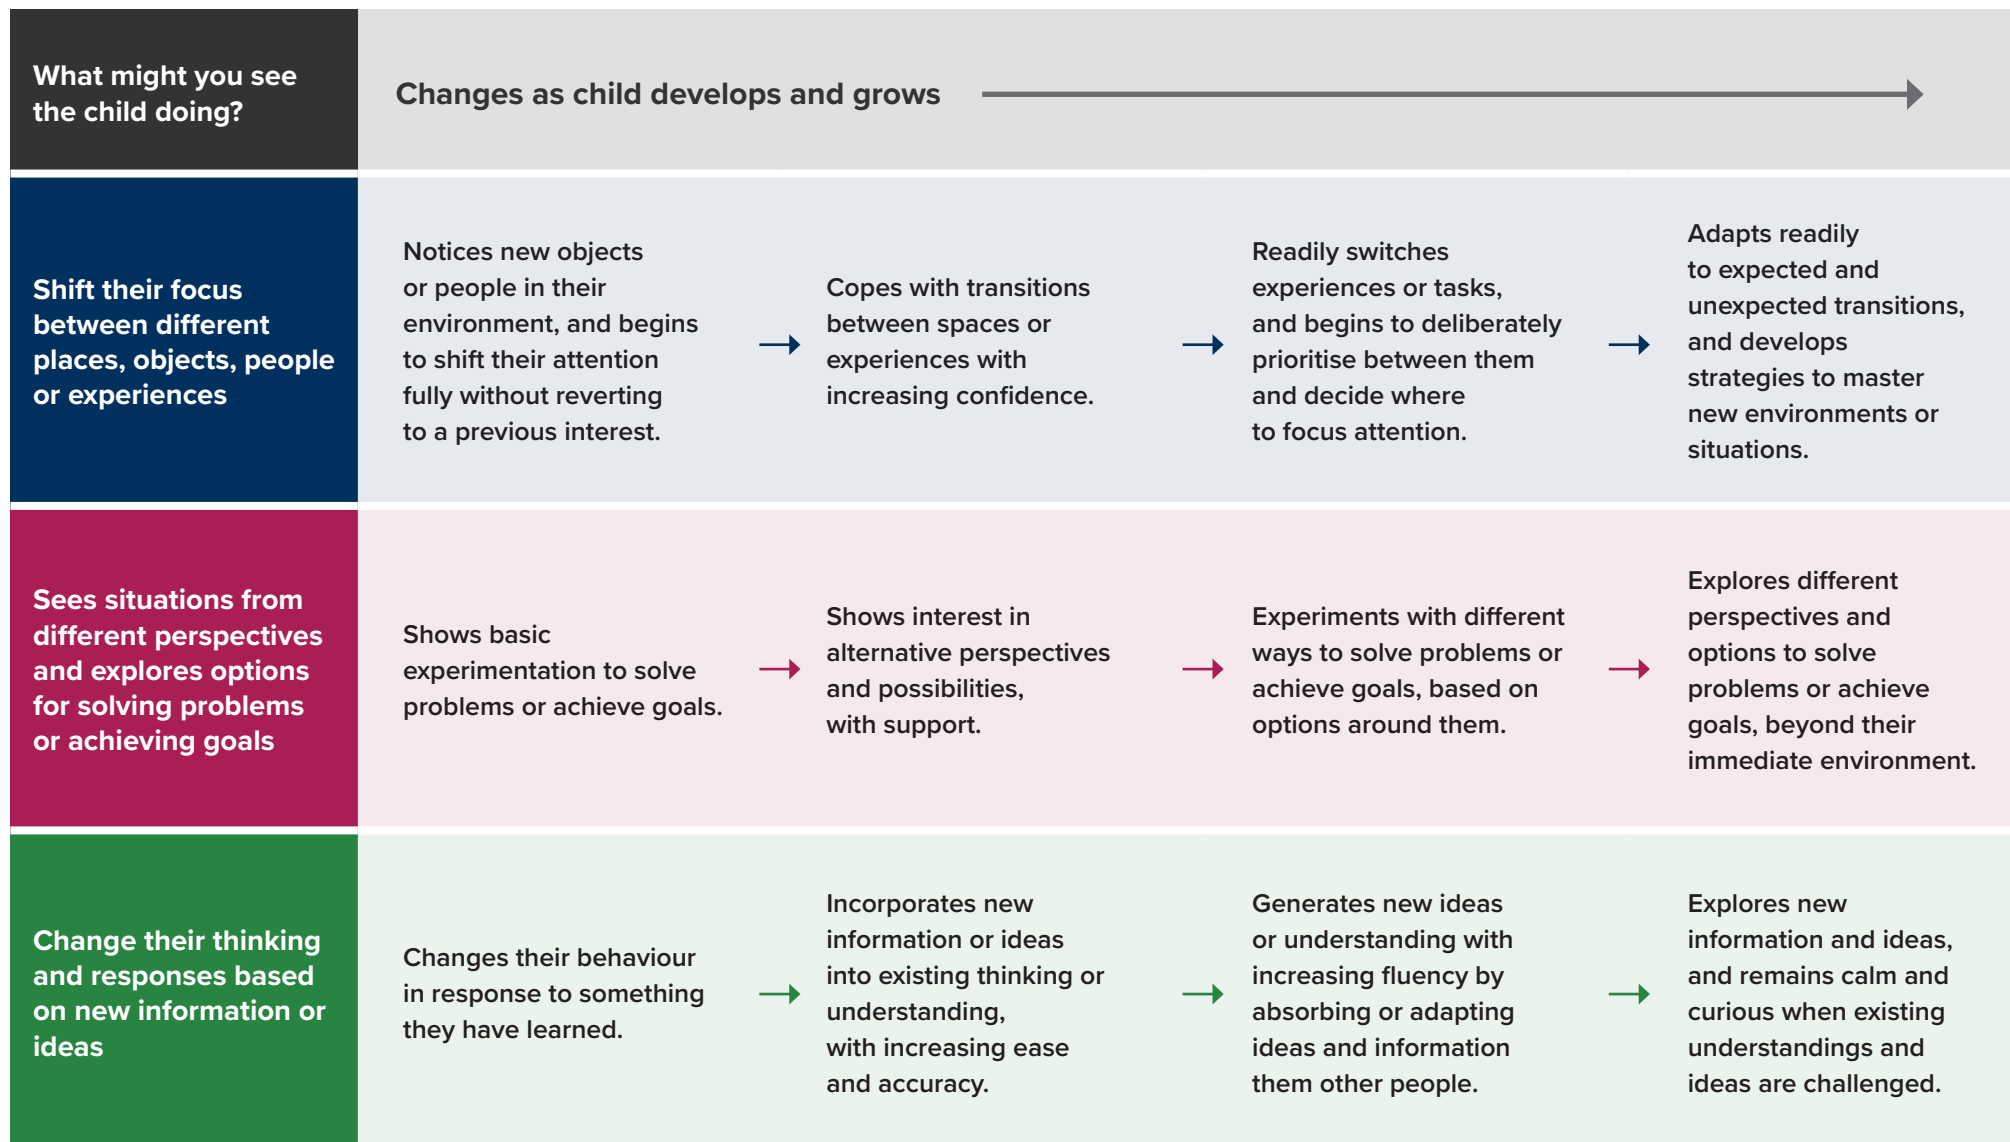 What might you see
the child doing?
Changes as child develops and grows
Shift their focus
between different
places, objects, people
or experiences
Notices new objects
or people in their
environment, and begins
to shift their attention
fully without reverting
to a previous interest.
Copes with transitions
between spaces or
experiences with
increasing confidence.
Readily switches
experiences or tasks,
and begins to deliberately
prioritise between them
and decide where
to focus attention.
Adapts readily
to expected and
unexpected transitions,
and develops
strategies to master
new environments or
situations.
Sees situations from
different perspectives
and explores options
for solving problems
or achieving goals
Shows basic
experimentation to solve
problems or achieve goals.
Shows interest in
alternative perspectives
and possibilities,
with support.
Experiments with different
ways to solve problems or
achieve goals, based on
options around them.
Explores different
perspectives and
options to solve
problems or achieve
goals, beyond their
immediate environment.
Change their thinking
and responses based
on new information or
ideas
Changes their behaviour
in response to something
they have learned.
Incorporates new
information or ideas
into existing thinking or
understanding,
with increasing ease
and accuracy.
Generates new ideas
or understanding with
increasing fluency by
absorbing or adapting
ideas and information
them other people.
Explores new
information and ideas,
and remains calm and
curious when existing
understandings and
ideas are challenged.